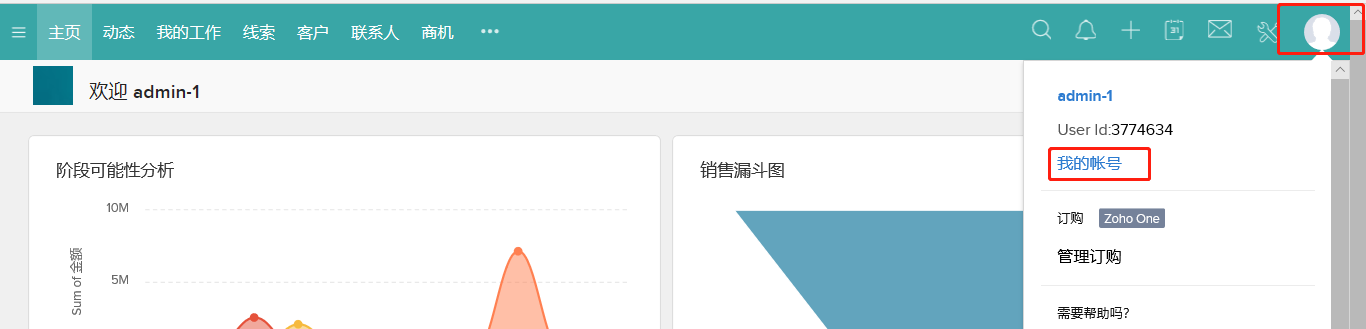 主页 动态 我的工作 线索 客户 联系人 商机 •••
31
欢迎 admin-1
admin-1
User Id:3774634
我的帐号
订购 Zoho One
管理订购
需要帮助吗?
阶段可能性分析
10M
5M
Sum of 金额
销售漏斗图